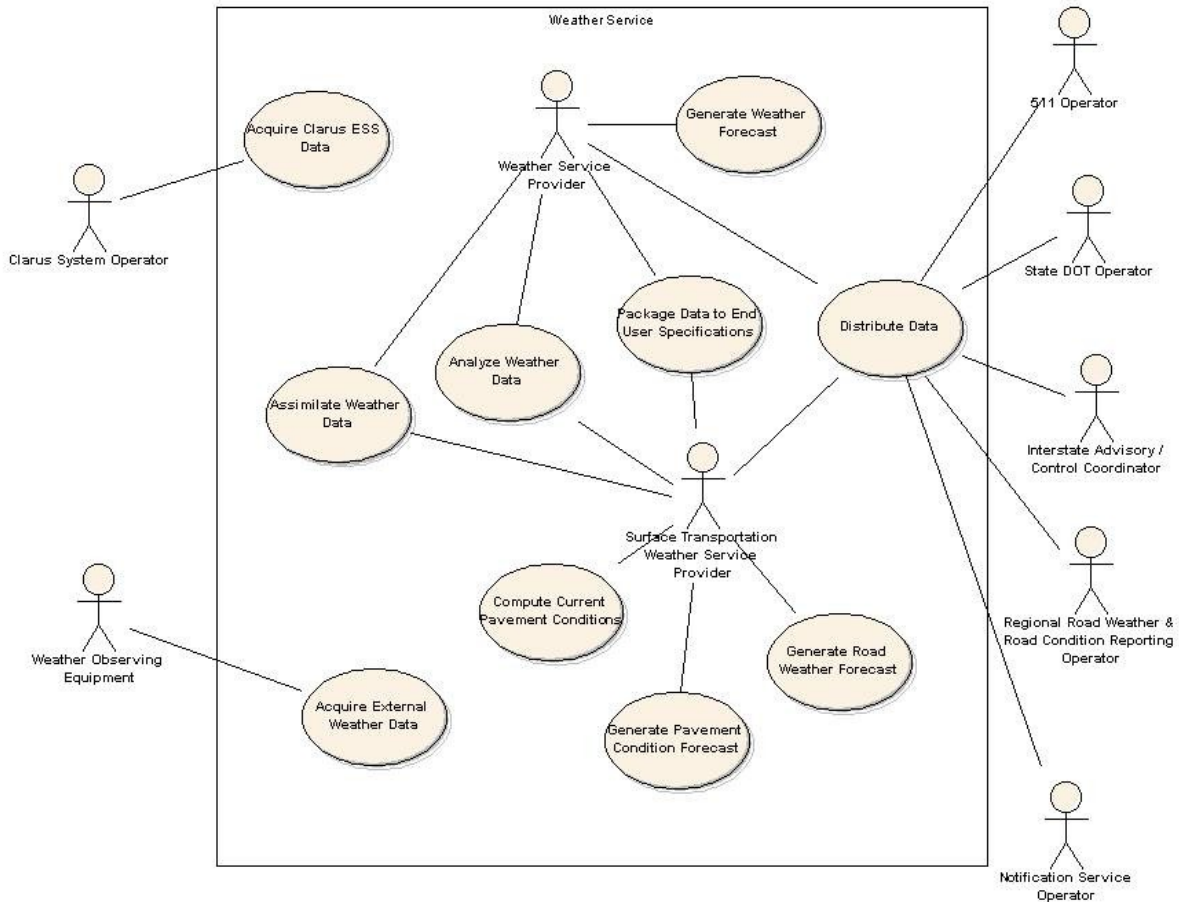 Weather Service
511 Operator
Acquire Clarus ESS
Data
Generate Weather
Forecast
Weather Service
Provider
Clarus System Operator
State DOT Operator
Package Data to End
User Specifications
Distribute Data
Analyze Weather
Data
Assimilate Weather
Data
Interstate Advisory /
Control Coordinator
Surface Transportation
Weather Service
Provider
Compute Current
Pavement Conditions
Regional Road Weather &
Road Condition Reporting
Operator
Generate Road
Weather Forecast
Weather Observing
Equipment
Acquire External
Weather Data
Generate Pavement
Condition Forecast
Notification Service
Operator